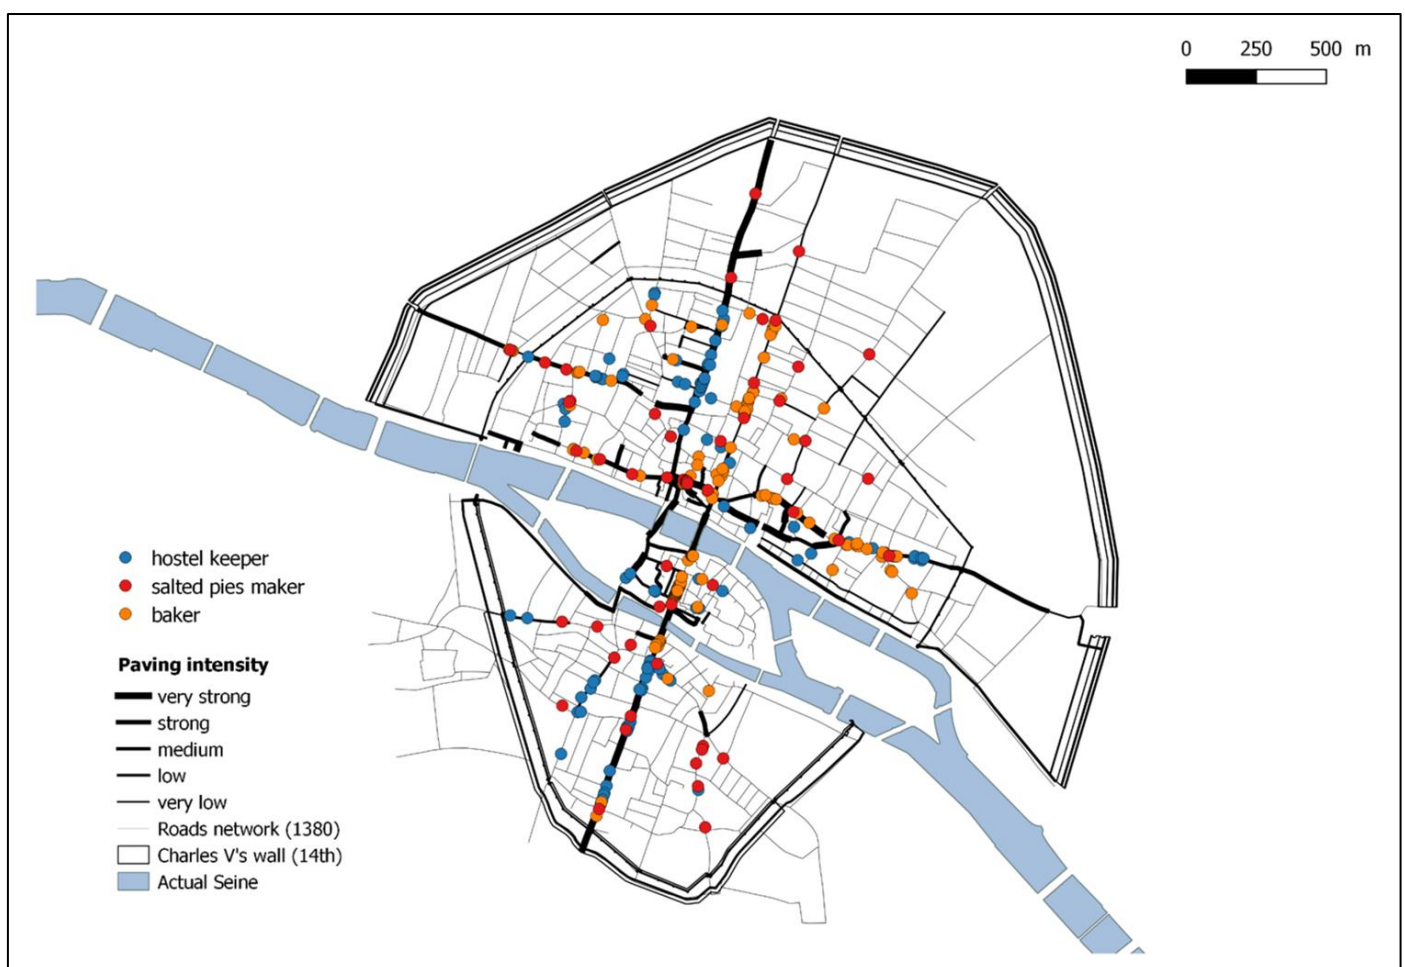 0 250 500 m
hostel keeper
salted pies maker
baker
Paving intensity
very strong
strong
medium
low
very low
Roads network (1380)
Charles V's wall (14th)
Actual Seine